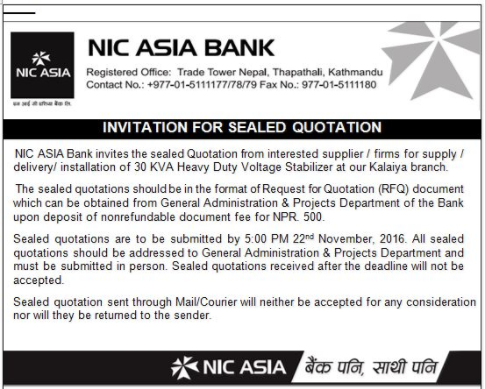 NIC ASIA
NIC ASIA BANK
Registered Office: Trade Tower Nepal, Thapathali, Kathmandu
Contact No.: +977-01-5111177/78/79 Fax No.: 977-01-5111180
INVITATION FOR SEALED QUOTATION
NIC ASIA Bank invites the sealed Quotation from interested supplier / firms for supply /
delivery/ installation of 30 KVA Heavy Duty Voltage Stabilizer at our Kalaiya branch.
The sealed quotations should be in the format of Request for Quotation (RFQ) document
which can be obtained from General Administration & Projects Department of the Bank
upon deposit of nonrefundable document fee for NPR. 500.
Sealed quotations are to be submitted by 5:00 PM 22nd November, 2016. All sealed
quotations should be addressed to General Administration & Projects Department and
must be submitted in person. Sealed quotations received after the deadline will not be
accepted.
Sealed quotation sent through Mail/Courier will neither be accepted for any consideration
nor will they be returned to the sender.
NIC ASIA बैंक पनि, साथी पनि